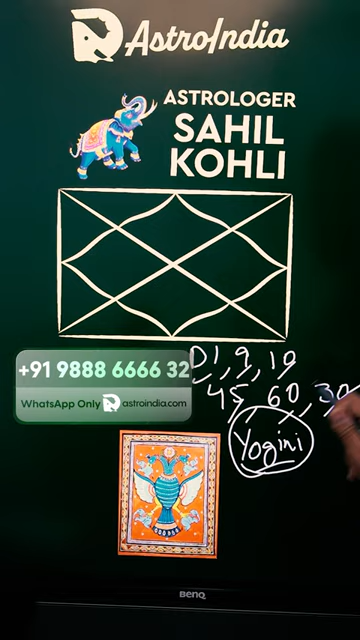 AstroIndia
ASTROLOGER
SAHIL
KOHLI
+91 9888 6666 32
WhatsApp Only astroindia.com
D1, 9, 10
45, 60, 30
Yogini
BenQ